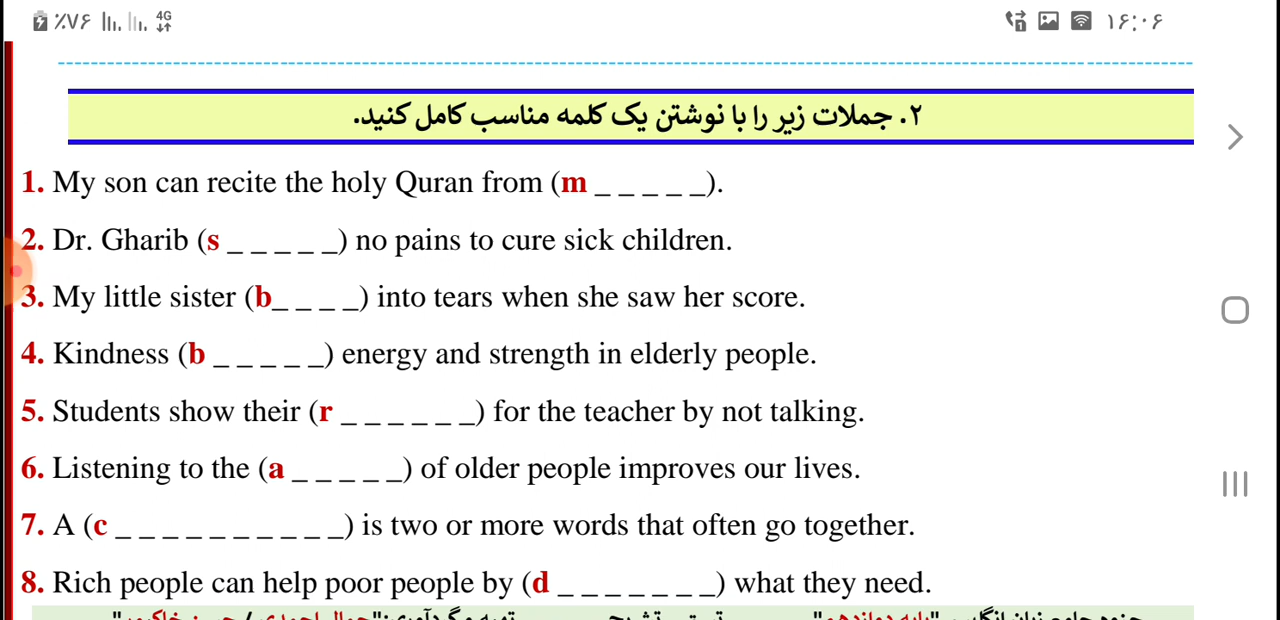 ٪۷۶ 4G ۱۶:۰۶
۲. جملات زیر را با نوشتن یک کلمه مناسب کامل کنید.
1. My son can recite the holy Quran from (m _ _ _ _ _).
2. Dr. Gharib (s _ _ _ _ _) no pains to cure sick children.
3. My little sister (b_ _ _ _) into tears when she saw her score.
4. Kindness (b _ _ _ _ _) energy and strength in elderly people.
5. Students show their (r _ _ _ _ _ _) for the teacher by not talking.
6. Listening to the (a _ _ _ _ _) of older people improves our lives.
7. A (c _ _ _ _ _ _ _ _ _ _) is two or more words that often go together.
8. Rich people can help poor people by (d _ _ _ _ _ _ _) what they need.